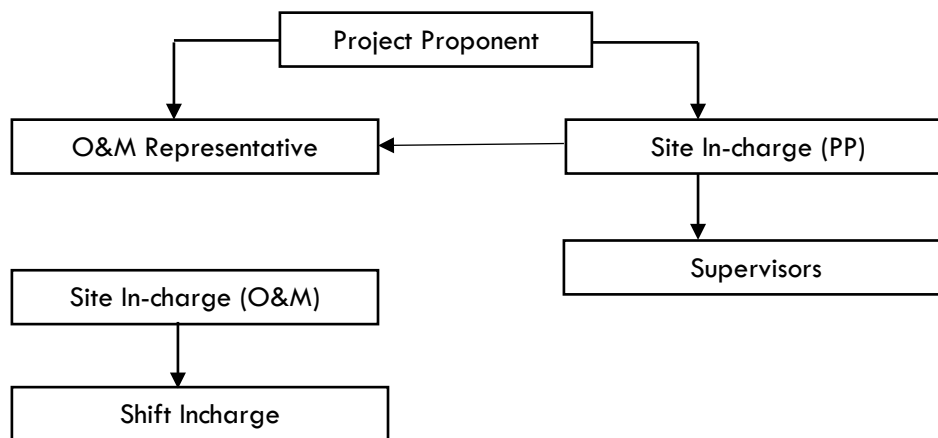 Project Proponent
O&M Representative
Site In-charge (PP)
Supervisors
Site In-charge (O&M)
Shift Incharge